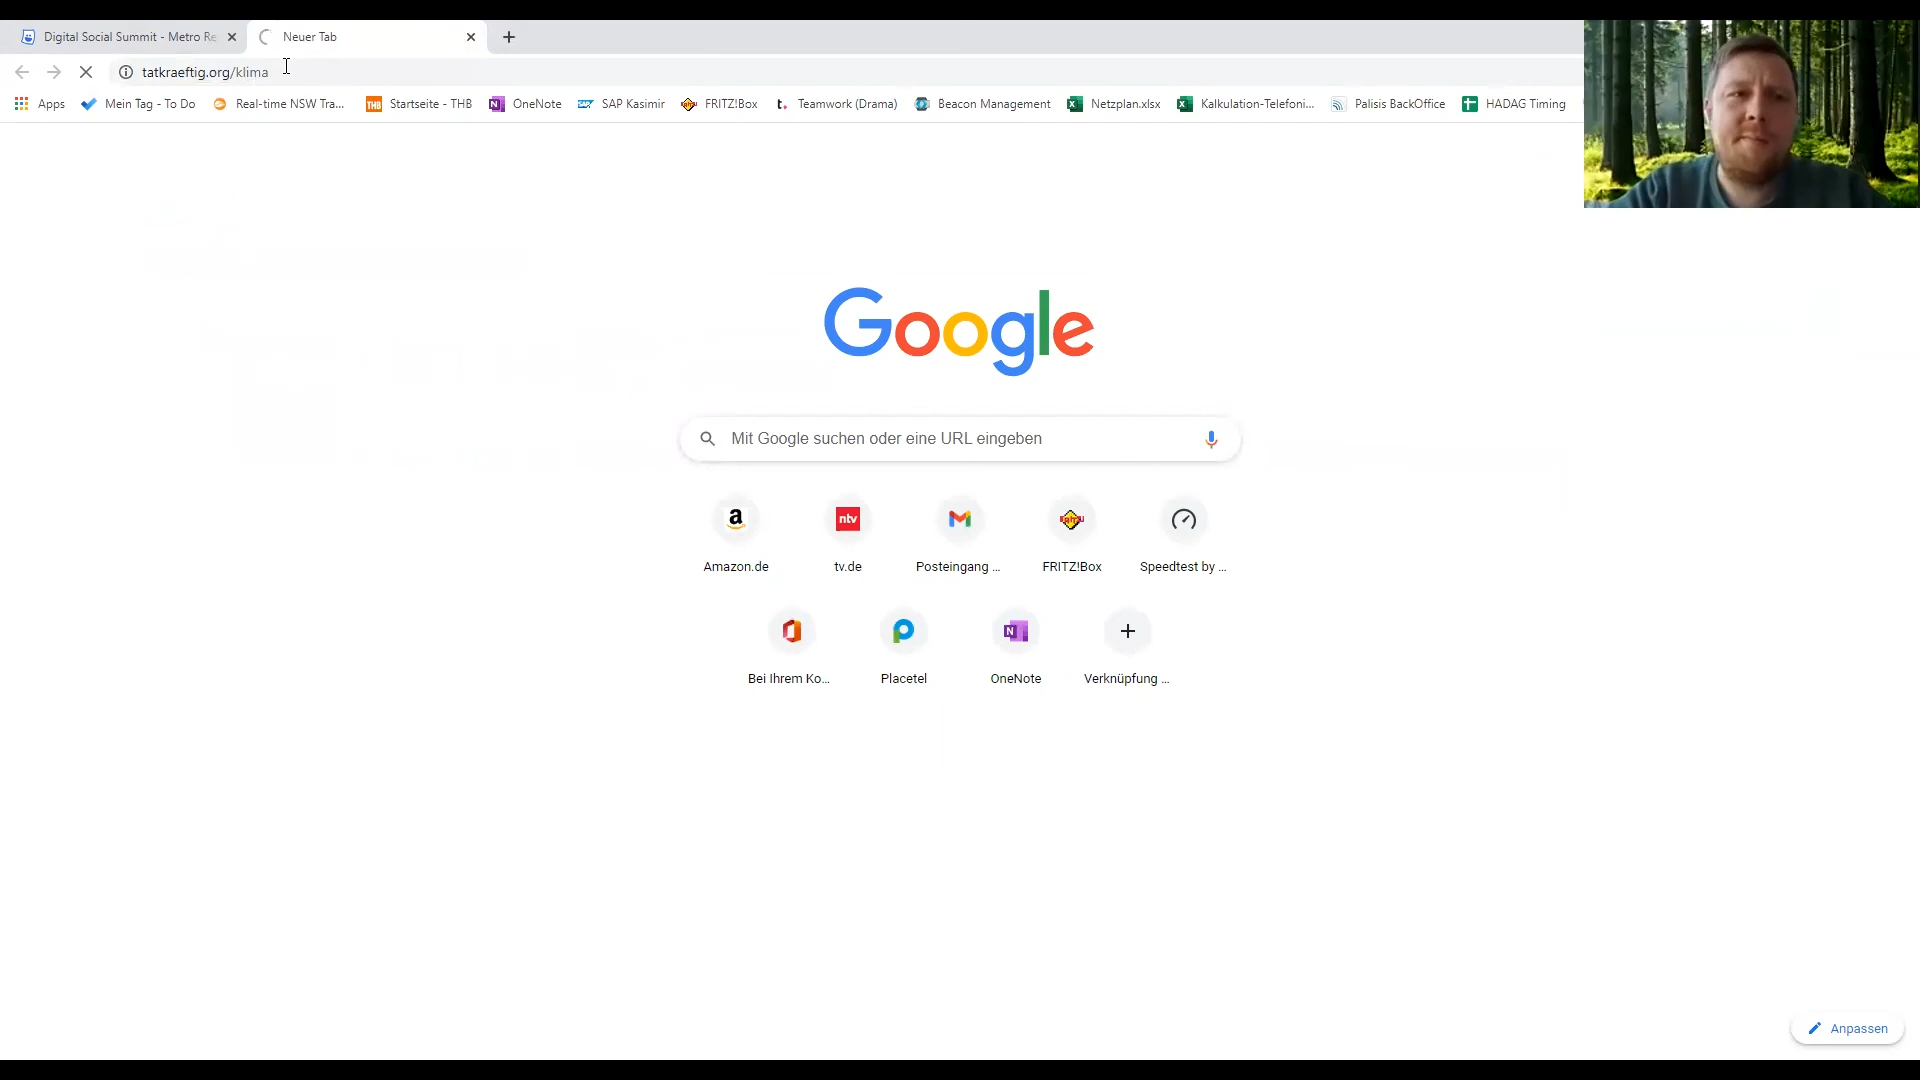 Digital Social Summit - Metro Re
Neuer Tab
tatkraeftig.org/klima
Apps
Mein Tag - To Do
Real-time NSW Tra...
THB
Startseite - THB
OneNote
SAP Kasimir
FRITZ!Box
t. Teamwork (Drama)
Beacon Management
Netzplan.xlsx
Kalkulation-Telefoni...
Palisis BackOffice
HADAG Timing
Google
Mit Google suchen oder eine URL eingeben
a
ntv
Amazon.de
tv.de
Posteingang ...
FRITZ!Box
Speedtest by ...
N
Bei Ihrem Ko...
Placetel
OneNote
Verknüpfung ...
Anpassen